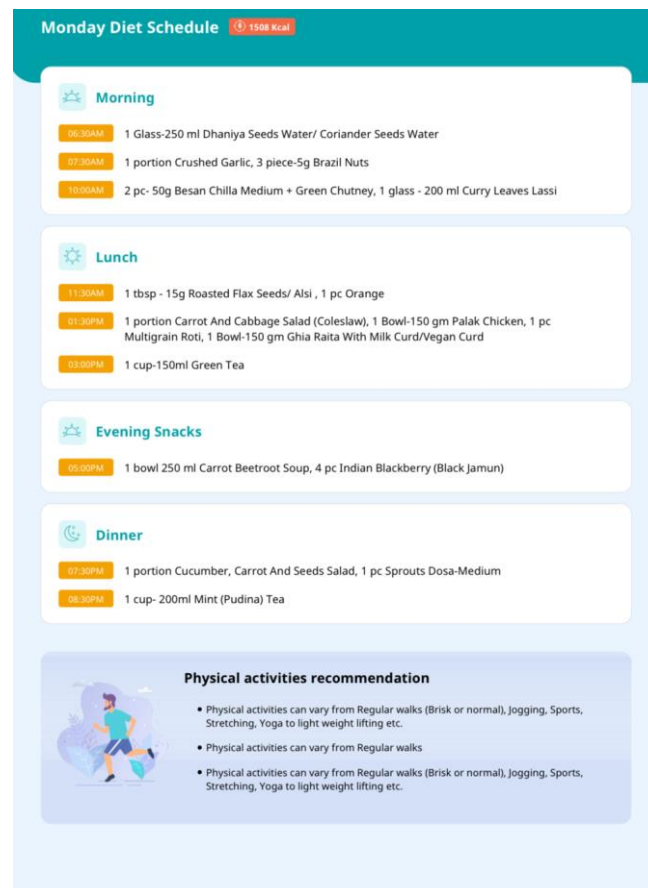 Monday Diet Schedule 1508 Kcal
Morning
06:30AM 1 Glass-250 ml Dhaniya Seeds Water/ Coriander Seeds Water
07:30AM 1 portion Crushed Garlic, 3 piece-5g Brazil Nuts
10:00AM 2 pc- 50g Besan Chilla Medium + Green Chutney, 1 glass - 200 ml Curry Leaves Lassi
Lunch
11:30AM 1 tbsp - 15g Roasted Flax Seeds/ Alsi , 1 pc Orange
01:30PM 1 portion Carrot And Cabbage Salad (Coleslaw), 1 Bowl-150 gm Palak Chicken, 1 pc
Multigrain Roti, 1 Bowl-150 gm Ghia Raita With Milk Curd/Vegan Curd
03:00PM 1 cup-150ml Green Tea
Evening Snacks
05:00PM 1 bowl 250 ml Carrot Beetroot Soup, 4 pc Indian Blackberry (Black Jamun)
Dinner
07:30PM 1 portion Cucumber, Carrot And Seeds Salad, 1 pc Sprouts Dosa-Medium
08:30PM 1 cup- 200ml Mint (Pudina) Tea
Physical activities recommendation
• Physical activities can vary from Regular walks (Brisk or normal), Jogging, Sports,
Stretching, Yoga to light weight lifting etc.
• Physical activities can vary from Regular walks
• Physical activities can vary from Regular walks (Brisk or normal), Jogging, Sports,
Stretching, Yoga to light weight lifting etc.